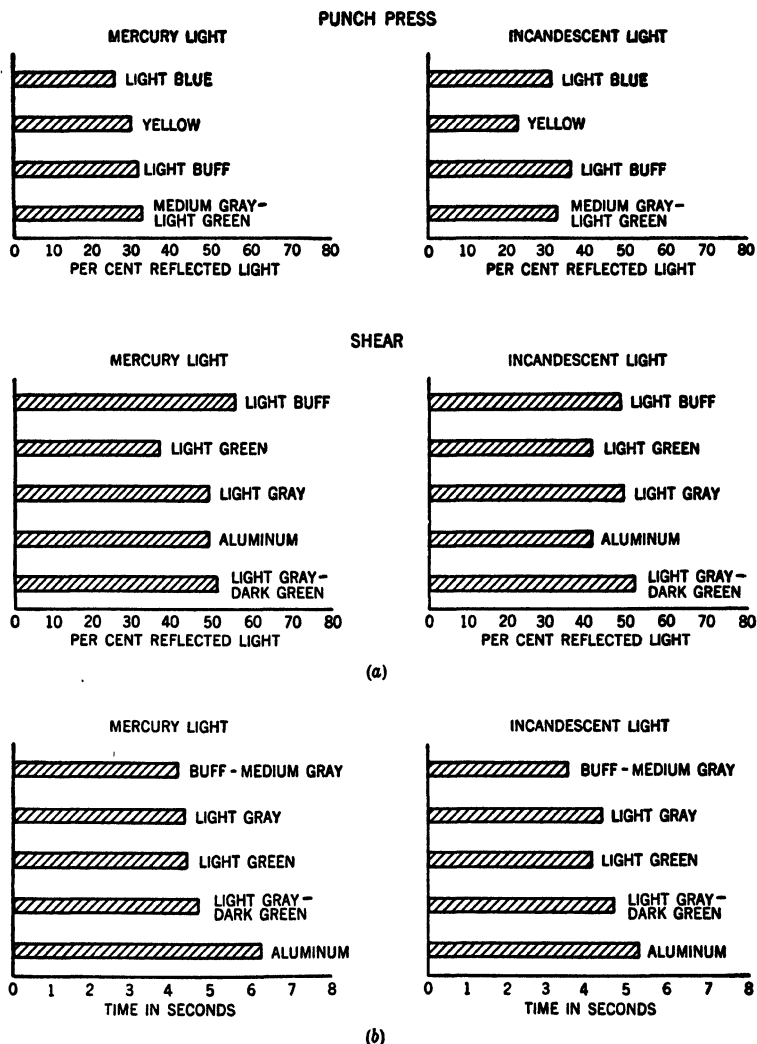 PUNCH PRESS
MERCURY LIGHT
LIGHT BLUE
YELLOW
LIGHT BUFF
MEDIUM GRAY-
LIGHT GREEN
0 10 20 30 40 50 60 70 80
PER CENT REFLECTED LIGHT
INCANDESCENT LIGHT
LIGHT BLUE
YELLOW
LIGHT BUFF
MEDIUM GRAY-
LIGHT GREEN
0 10 20 30 40 50 60 70 80
PER CENT REFLECTED LIGHT
SHEAR
MERCURY LIGHT
LIGHT BUFF
LIGHT GREEN
LIGHT GRAY
ALUMINUM
LIGHT GRAY-
DARK GREEN
0 10 20 30 40 50 60 70 80
PER CENT REFLECTED LIGHT
INCANDESCENT LIGHT
LIGHT BUFF
LIGHT GREEN
LIGHT GRAY
ALUMINUM
LIGHT GRAY-
DARK GREEN
0 10 20 30 40 50 60 70 80
PER CENT REFLECTED LIGHT
(a)
MERCURY LIGHT
BUFF-MEDIUM GRAY
LIGHT GRAY
LIGHT GREEN
LIGHT GRAY-
DARK GREEN
ALUMINUM
0 1 2 3 4 5 6 7 8
TIME IN SECONDS
INCANDESCENT LIGHT
BUFF-MEDIUM GRAY
LIGHT GRAY
LIGHT GREEN
LIGHT GRAY-
DARK GREEN
ALUMINUM
0 1 2 3 4 5 6 7 8
TIME IN SECONDS
(b)